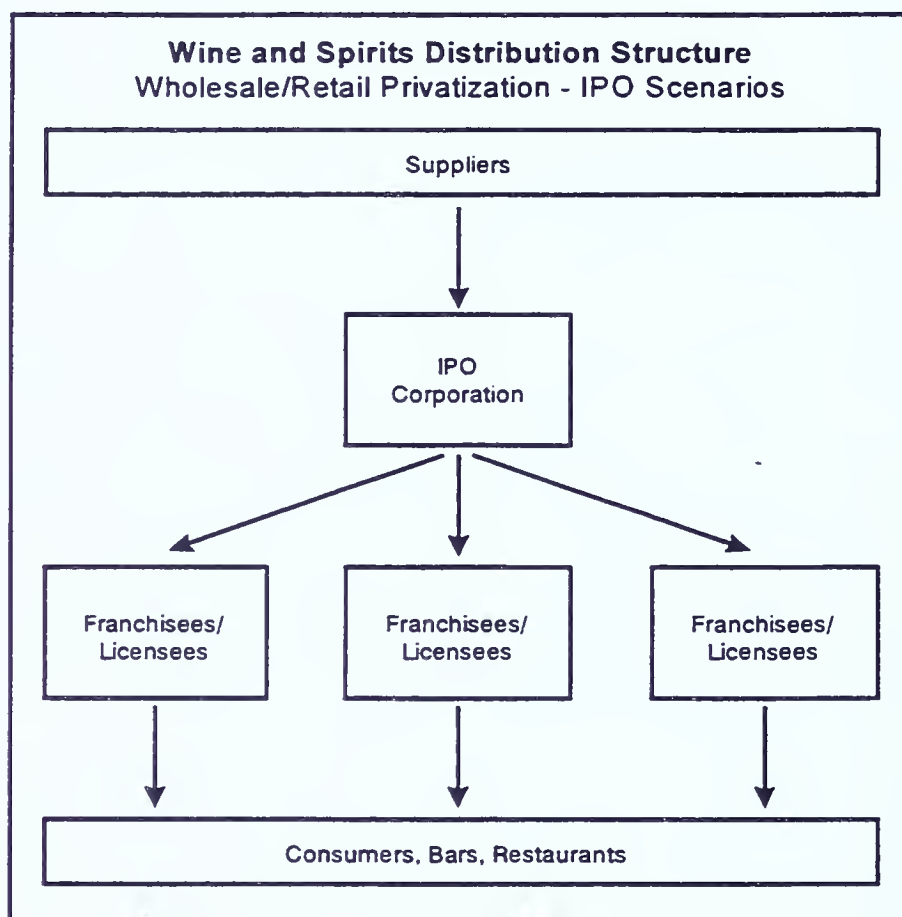 Wine and Spirits Distribution Structure
Wholesale/Retail Privatization - IPO Scenarios
Suppliers
IPO
Corporation
Franchisees/
Licensees
Franchisees/
Licensees
Franchisees/
Licensees
Consumers, Bars, Restaurants